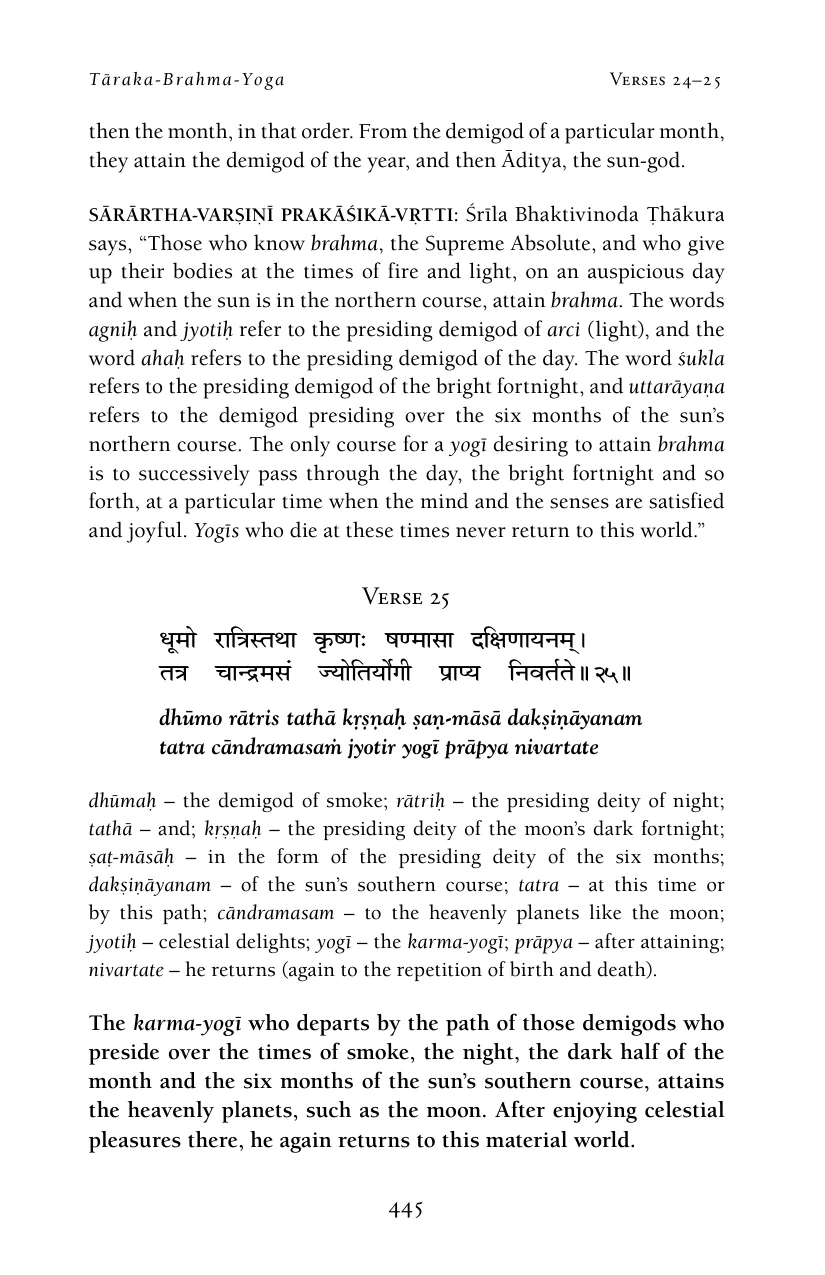 Tāraka-Brahma-Yoga Verses 24–25
then the month, in that order. From the demigod of a particular month,
they attain the demigod of the year, and then Āditya, the sun-god.
SĀRĀRTHA-VARṢIṆĪ PRAKĀŚIKĀ-VṚTTI: Śrīla Bhaktivinoda Ṭhākura
says, “Those who know brahma, the Supreme Absolute, and who give
up their bodies at the times of fire and light, on an auspicious day
and when the sun is in the northern course, attain brahma. The words
agniḥ and jyotiḥ refer to the presiding demigod of arci (light), and the
word ahaḥ refers to the presiding demigod of the day. The word śukla
refers to the presiding demigod of the bright fortnight, and uttarāyaṇa
refers to the demigod presiding over the six months of the sun’s
northern course. The only course for a yogī desiring to attain brahma
is to successively pass through the day, the bright fortnight and so
forth, at a particular time when the mind and the senses are satisfied
and joyful. Yogīs who die at these times never return to this world.”
Verse 25
धूमो रात्रिस्तथा कृष्णः षण्मासा दक्षिणायनम्।
तत्र चान्द्रमसं ज्योतिर्योगी प्राप्य निवर्तते॥२५॥
dhūmo rātris tathā kṛṣṇaḥ ṣaṇ-māsā dakṣiṇāyanam
tatra cāndramasaṁ jyotir yogī prāpya nivartate
dhūmaḥ – the demigod of smoke; rātriḥ – the presiding deity of night;
tathā – and; kṛṣṇaḥ – the presiding deity of the moon’s dark fortnight;
ṣaṭ-māsāḥ – in the form of the presiding deity of the six months;
dakṣiṇāyanam – of the sun’s southern course; tatra – at this time or
by this path; cāndramasam – to the heavenly planets like the moon;
jyotiḥ – celestial delights; yogī – the karma-yogī; prāpya – after attaining;
nivartate – he returns (again to the repetition of birth and death).
The karma-yogī who departs by the path of those demigods who
preside over the times of smoke, the night, the dark half of the
month and the six months of the sun’s southern course, attains
the heavenly planets, such as the moon. After enjoying celestial
pleasures there, he again returns to this material world.
445